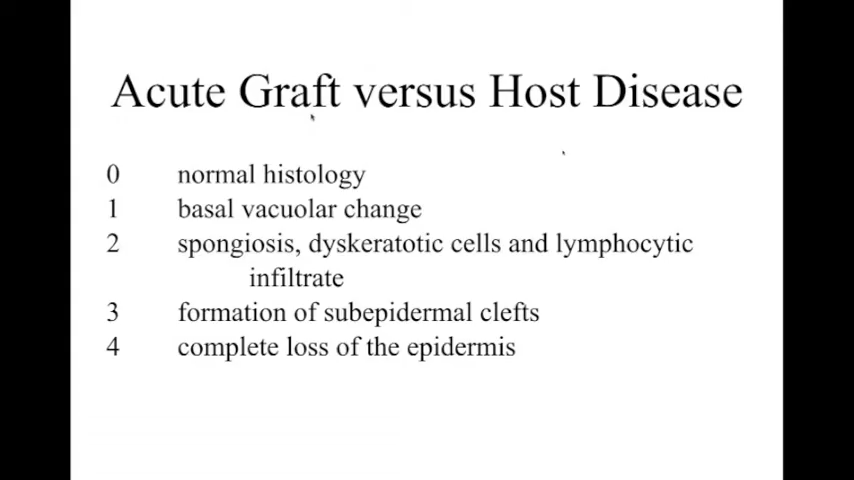 Acute Graft versus Host Disease
0 normal histology
1 basal vacuolar change
2 spongiosis, dyskeratotic cells and lymphocytic
infiltrate
3 formation of subepidermal clefts
4 complete loss of the epidermis